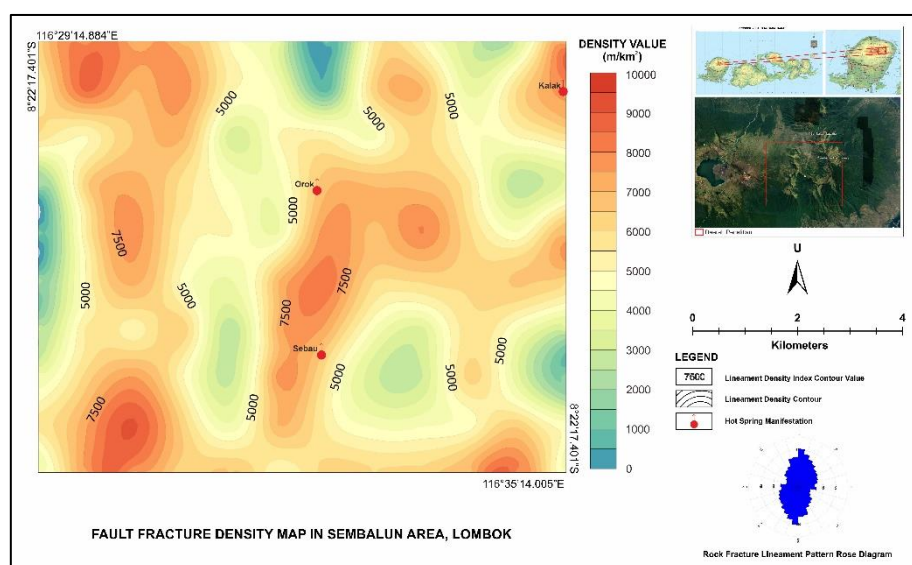 116°29'14.884"E
8°22'17.401"S
5000
5000
Kalak
Orok
5000
7500
5000
5000
7500
7500
Sebau
5000
5000
7500
5000
5000
8°22'17.401"S
116°35'14.005"E
FAULT FRACTURE DENSITY MAP IN SEMBALUN AREA, LOMBOK
DENSITY VALUE
(m/km²)
10000
9000
8000
7000
6000
5000
4000
3000
2000
1000
0
U
0 2 4
Kilometers
LEGEND
7500 Lineament Density Index Contour Value
Lineament Density Contour
Hot Spring Manifestation
Rock Fracture Lineament Pattern Rose Diagram